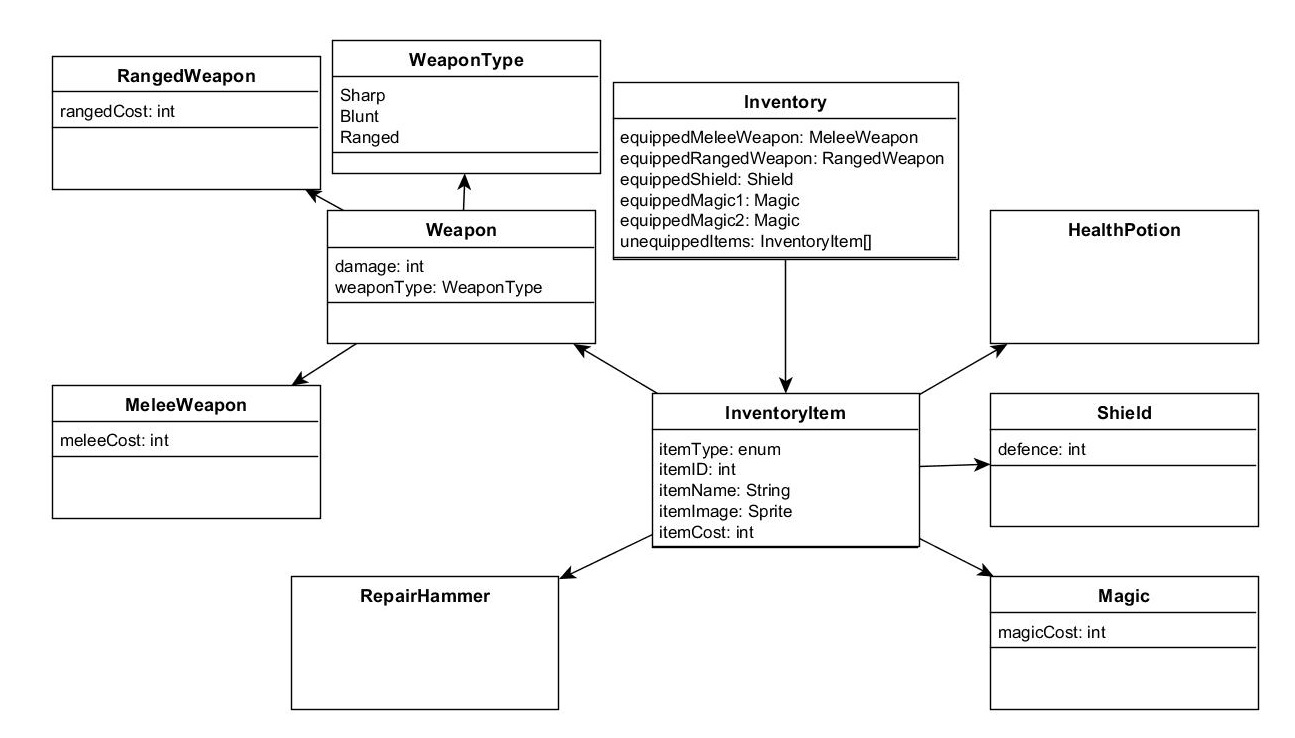 RangedWeapon
rangedCost: int
WeaponType
Sharp
Blunt
Ranged
Inventory
equippedMeleeWeapon: MeleeWeapon
equippedRangedWeapon: RangedWeapon
equippedShield: Shield
equippedMagic1: Magic
equippedMagic2: Magic
unequippedItems: InventoryItem[]
Weapon
damage: int
weaponType: WeaponType
HealthPotion
MeleeWeapon
meleeCost: int
InventoryItem
itemType: enum
itemID: int
itemName: String
itemImage: Sprite
itemCost: int
Shield
defence: int
RepairHammer
Magic
magicCost: int